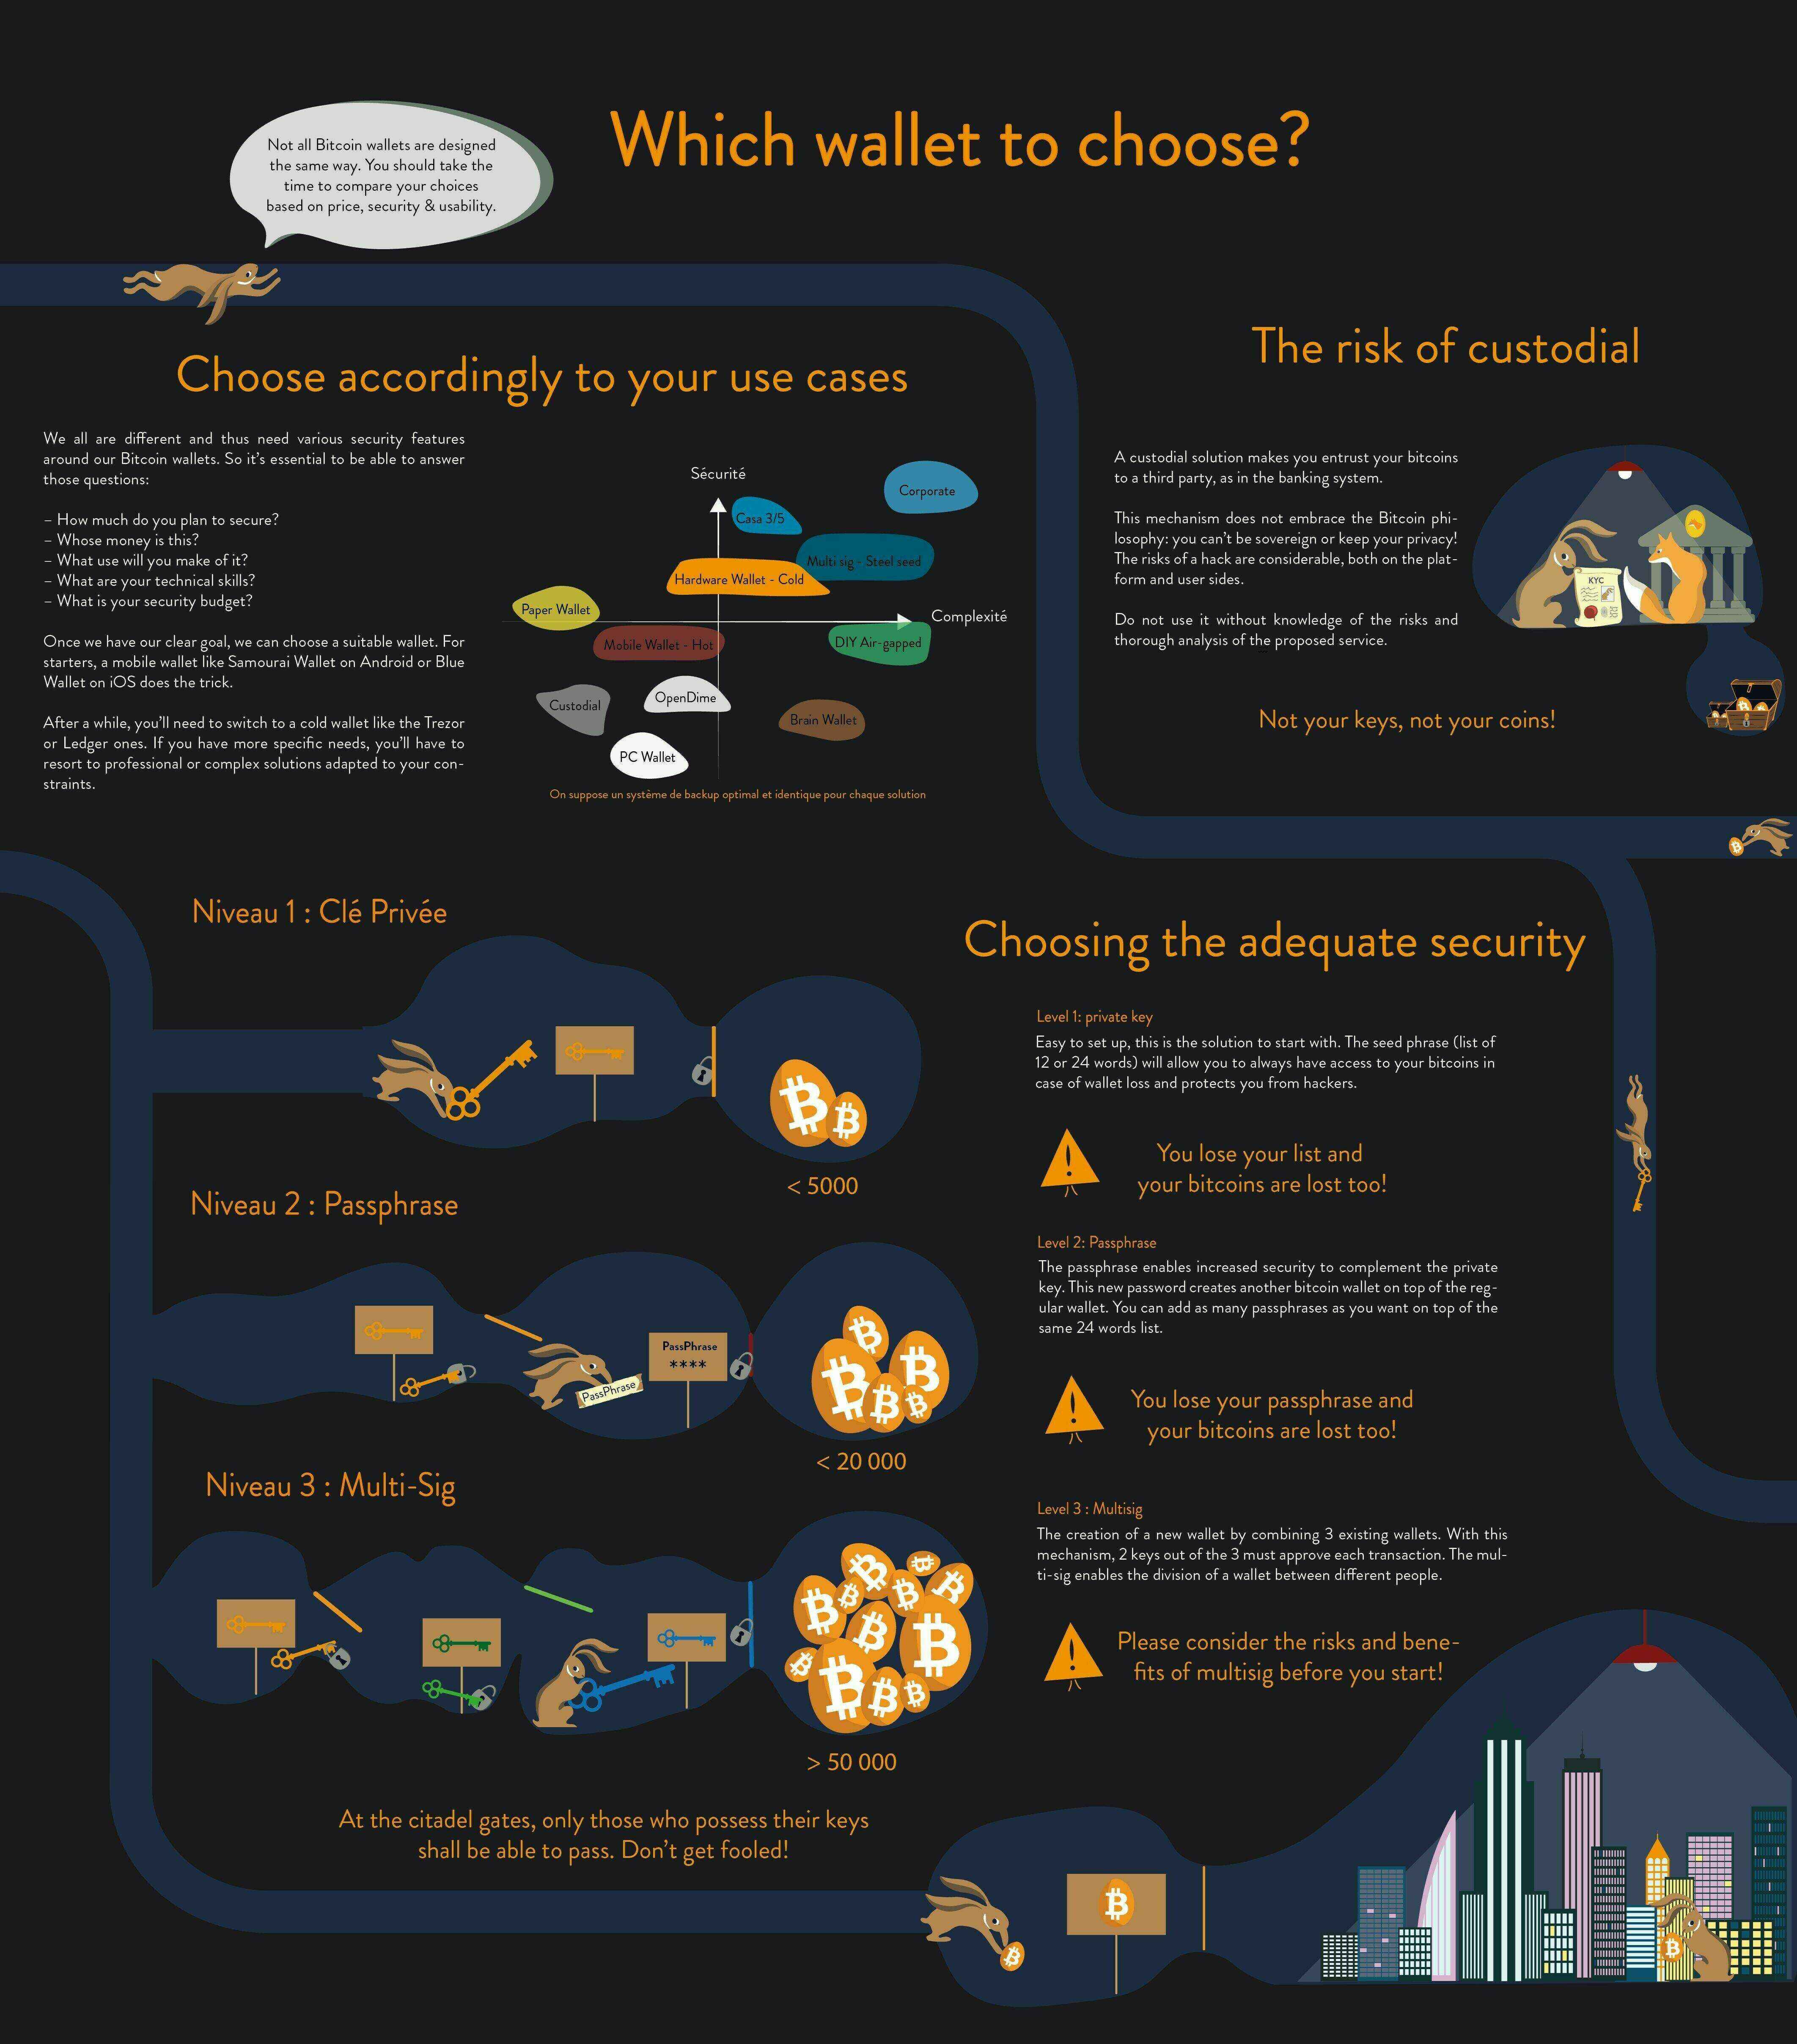 Not all Bitcoin wallets are designed
the same way. You should take the
time to compare your choices
based on price, security & usability.
Which wallet to choose?
Choose accordingly to your use cases
We all are different and thus need various security features
around our Bitcoin wallets. So it's essential to be able to answer
those questions:
– How much do you plan to secure?
– Whose money is this?
– What use will you make of it?
– What are your technical skills?
– What is your security budget?
Once we have our clear goal, we can choose a suitable wallet. For
starters, a mobile wallet like Samourai Wallet on Android or Blue
Wallet on iOS does the trick.
After a while, you'll need to switch to a cold wallet like the Trezor
or Ledger ones. If you have more specific needs, you'll have to
resort to professional or complex solutions adapted to your con-
straints.
Sécurité
Corporate
Casa 3/5
Multi sig - Steel seed
Hardware Wallet - Cold
Paper Wallet
Complexité
Mobile Wallet - Hot
DIY Air-gapped
Custodial
OpenDime
Brain Wallet
PC Wallet
On suppose un système de backup optimal et identique pour chaque solution
The risk of custodial
A custodial solution makes you entrust your bitcoins
to a third party, as in the banking system.
This mechanism does not embrace the Bitcoin phi-
losophy: you can't be sovereign or keep your privacy!
The risks of a hack are considerable, both on the plat-
form and user sides.
Do not use it without knowledge of the risks and
thorough analysis of the proposed service.
KYC
Not your keys, not your coins!
Niveau 1 : Clé Privée
< 5000
Niveau 2 : Passphrase
PassPhrase
PassPhrase
****
< 20 000
Niveau 3 : Multi-Sig
> 50 000
At the citadel gates, only those who possess their keys
shall be able to pass. Don't get fooled!
Choosing the adequate security
Level 1: private key
Easy to set up, this is the solution to start with. The seed phrase (list of
12 or 24 words) will allow you to always have access to your bitcoins in
case of wallet loss and protects you from hackers.
You lose your list and
your bitcoins are lost too!
Level 2: Passphrase
The passphrase enables increased security to complement the private
key. This new password creates another bitcoin wallet on top of the reg-
ular wallet. You can add as many passphrases as you want on top of the
same 24 words list.
You lose your passphrase and
your bitcoins are lost too!
Level 3 : Multisig
The creation of a new wallet by combining 3 existing wallets. With this
mechanism, 2 keys out of the 3 must approve each transaction. The mul-
ti-sig enables the division of a wallet between different people.
Please consider the risks and bene-
fits of multisig before you start!